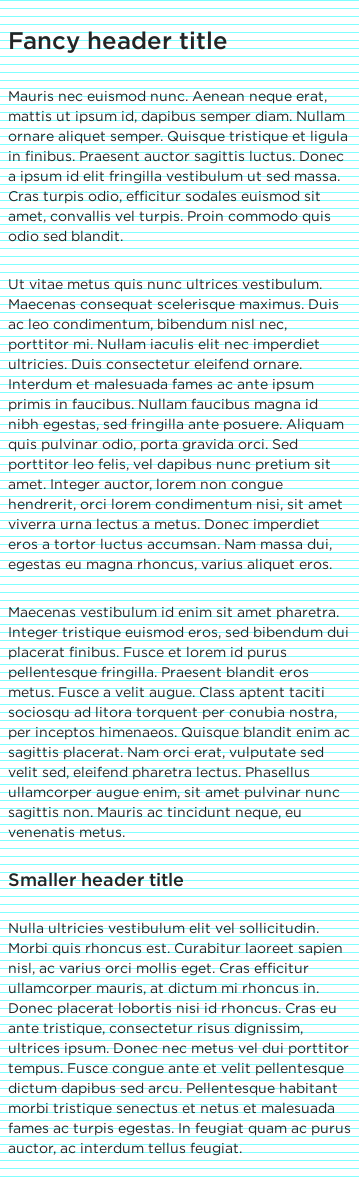 Fancy header title
Mauris nec euismod nunc. Aenean neque erat,
mattis ut ipsum id, dapibus semper diam. Nullam
ornare aliquet semper. Quisque tristique et ligula
in finibus. Praesent auctor sagittis luctus. Donec
a ipsum id elit fringilla vestibulum ut sed massa.
Cras turpis odio, efficitur sodales euismod sit
amet, convallis vel turpis. Proin commodo quis
odio sed blandit.
Ut vitae metus quis nunc ultrices vestibulum.
Maecenas consequat scelerisque maximus. Duis
ac leo condimentum, bibendum nisl nec,
porttitor mi. Nullam iaculis elit nec imperdiet
ultricies. Duis consectetur eleifend ornare.
Interdum et malesuada fames ac ante ipsum
primis in faucibus. Nullam faucibus magna id
nibh egestas, sed fringilla ante posuere. Aliquam
quis pulvinar odio, porta gravida orci. Sed
porttitor leo felis, vel dapibus nunc pretium sit
amet. Integer auctor, lorem non congue
hendrerit, orci lorem condimentum nisi, sit amet
viverra urna lectus a metus. Donec imperdiet
eros a tortor luctus accumsan. Nam massa dui,
egestas eu magna rhoncus, varius aliquet eros.
Maecenas vestibulum id enim sit amet pharetra.
Integer tristique euismod eros, sed bibendum dui
placerat finibus. Fusce et lorem id purus
pellentesque fringilla. Praesent blandit eros
metus. Fusce a velit augue. Class aptent taciti
sociosqu ad litora torquent per conubia nostra,
per inceptos himenaeos. Quisque blandit enim ac
sagittis placerat. Nam orci erat, vulputate sed
velit sed, eleifend pharetra lectus. Phasellus
ullamcorper augue enim, sit amet pulvinar nunc
sagittis non. Mauris ac tincidunt neque, eu
venenatis metus.
Smaller header title
Nulla ultricies vestibulum elit vel sollicitudin.
Morbi quis rhoncus est. Curabitur laoreet sapien
nisl, ac varius orci mollis eget. Cras efficitur
ullamcorper mauris, at dictum mi rhoncus in.
Donec placerat lobortis nisi id rhoncus. Cras eu
ante tristique, consectetur risus dignissim,
ultrices ipsum. Donec nec metus vel dui porttitor
tempus. Fusce congue ante et velit pellentesque
dictum dapibus sed arcu. Pellentesque habitant
morbi tristique senectus et netus et malesuada
fames ac turpis egestas. In feugiat quam ac purus
auctor, ac interdum tellus feugiat.